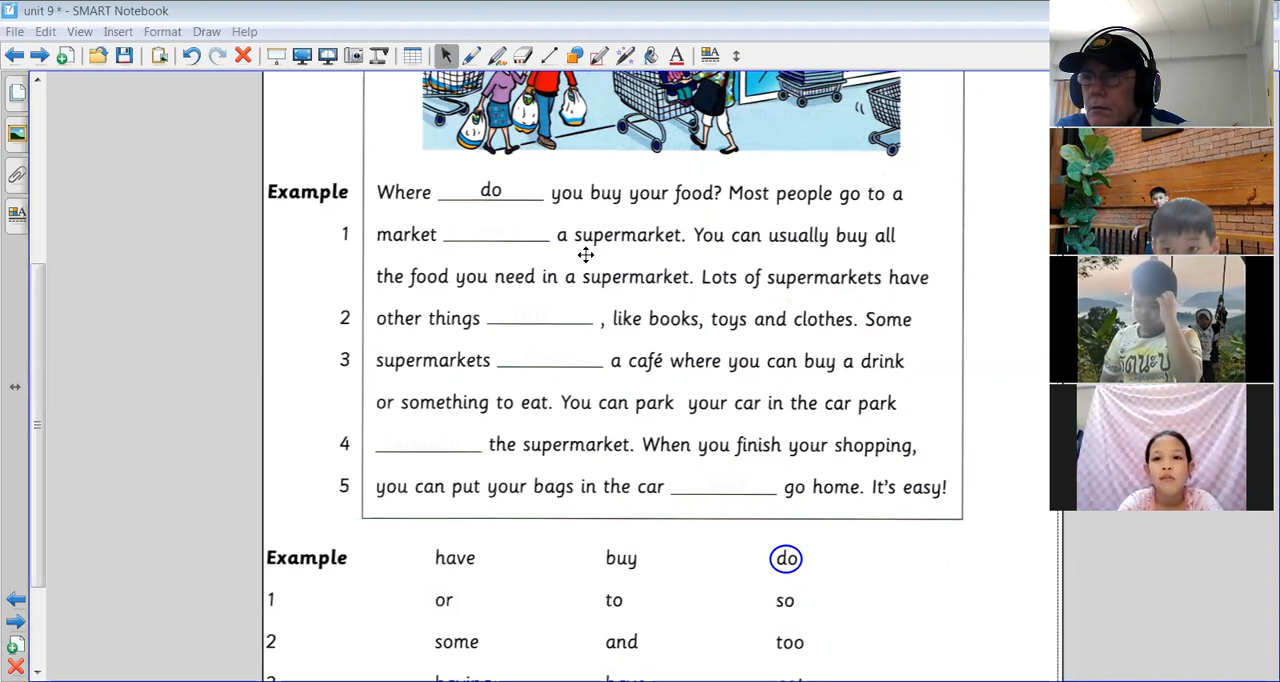 unit 9 * - SMART Notebook
File Edit View Insert Format Draw Help
Example Where do you buy your food? Most people go to a
1 market a supermarket. You can usually buy all
the food you need in a supermarket. Lots of supermarkets have
2 other things , like books, toys and clothes. Some
3 supermarkets a café where you can buy a drink
or something to eat. You can park your car in the car park
4 the supermarket. When you finish your shopping,
5 you can put your bags in the car go home. It's easy!
Example have buy do
1 or to so
2 some and too
3 having have